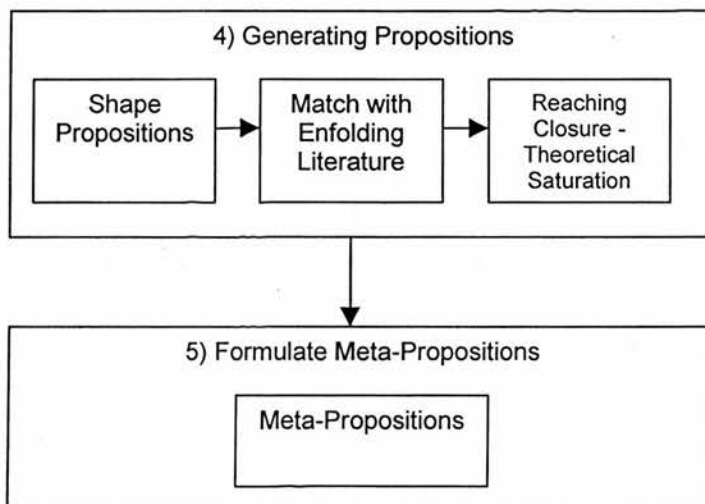 4) Generating Propositions
Shape
Propositions
Match with
Enfolding
Literature
Reaching
Closure -
Theoretical
Saturation
5) Formulate Meta-Propositions
Meta-Propositions